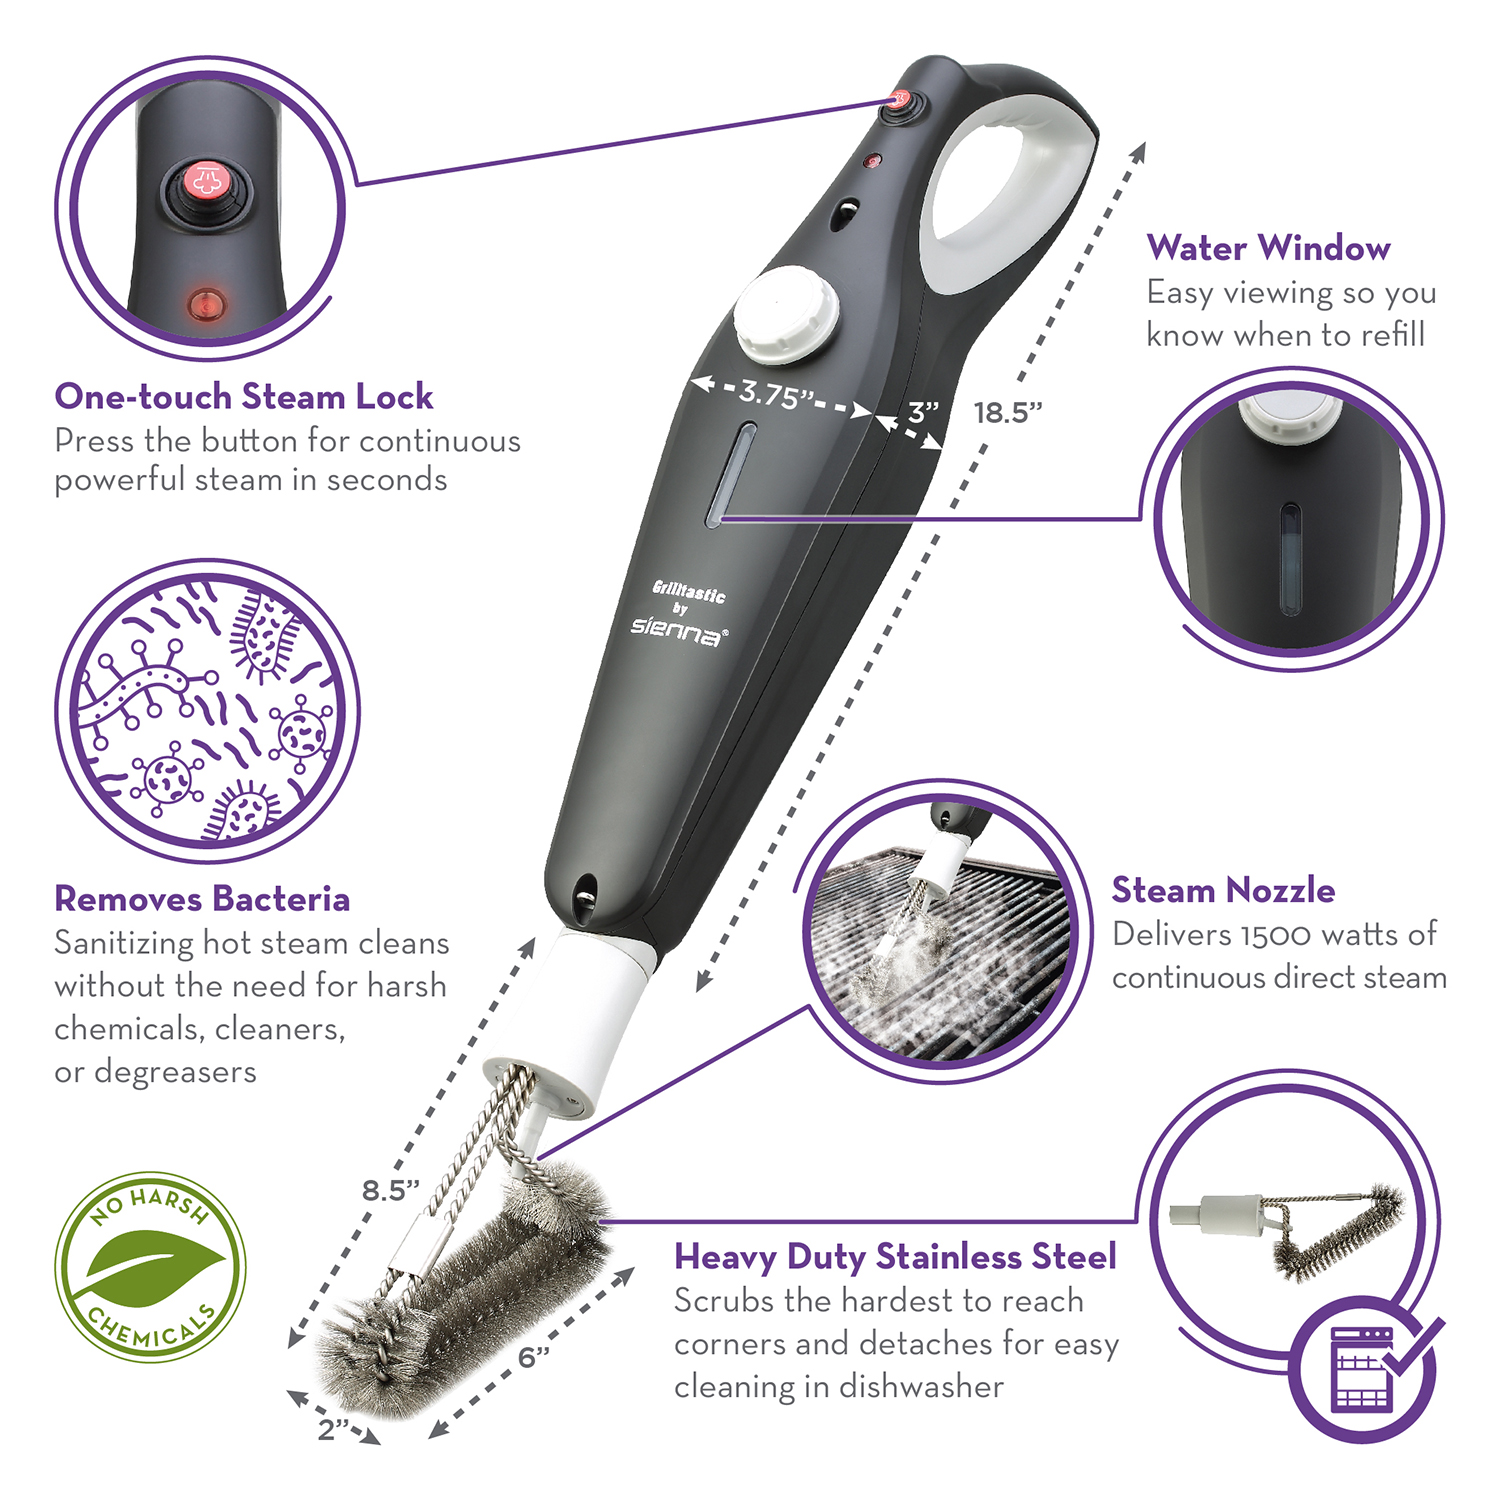 One-touch Steam Lock
Press the button for continuous
powerful steam in seconds
Water Window
Easy viewing so you
know when to refill
3.75”
3”
18.5”
Grilltastic
by
sienna®
Removes Bacteria
Sanitizing hot steam cleans
without the need for harsh
chemicals, cleaners,
or degreasers
Steam Nozzle
Delivers 1500 watts of
continuous direct steam
NO HARSH
CHEMICALS
8.5”
6”
2”
Heavy Duty Stainless Steel
Scrubs the hardest to reach
corners and detaches for easy
cleaning in dishwasher